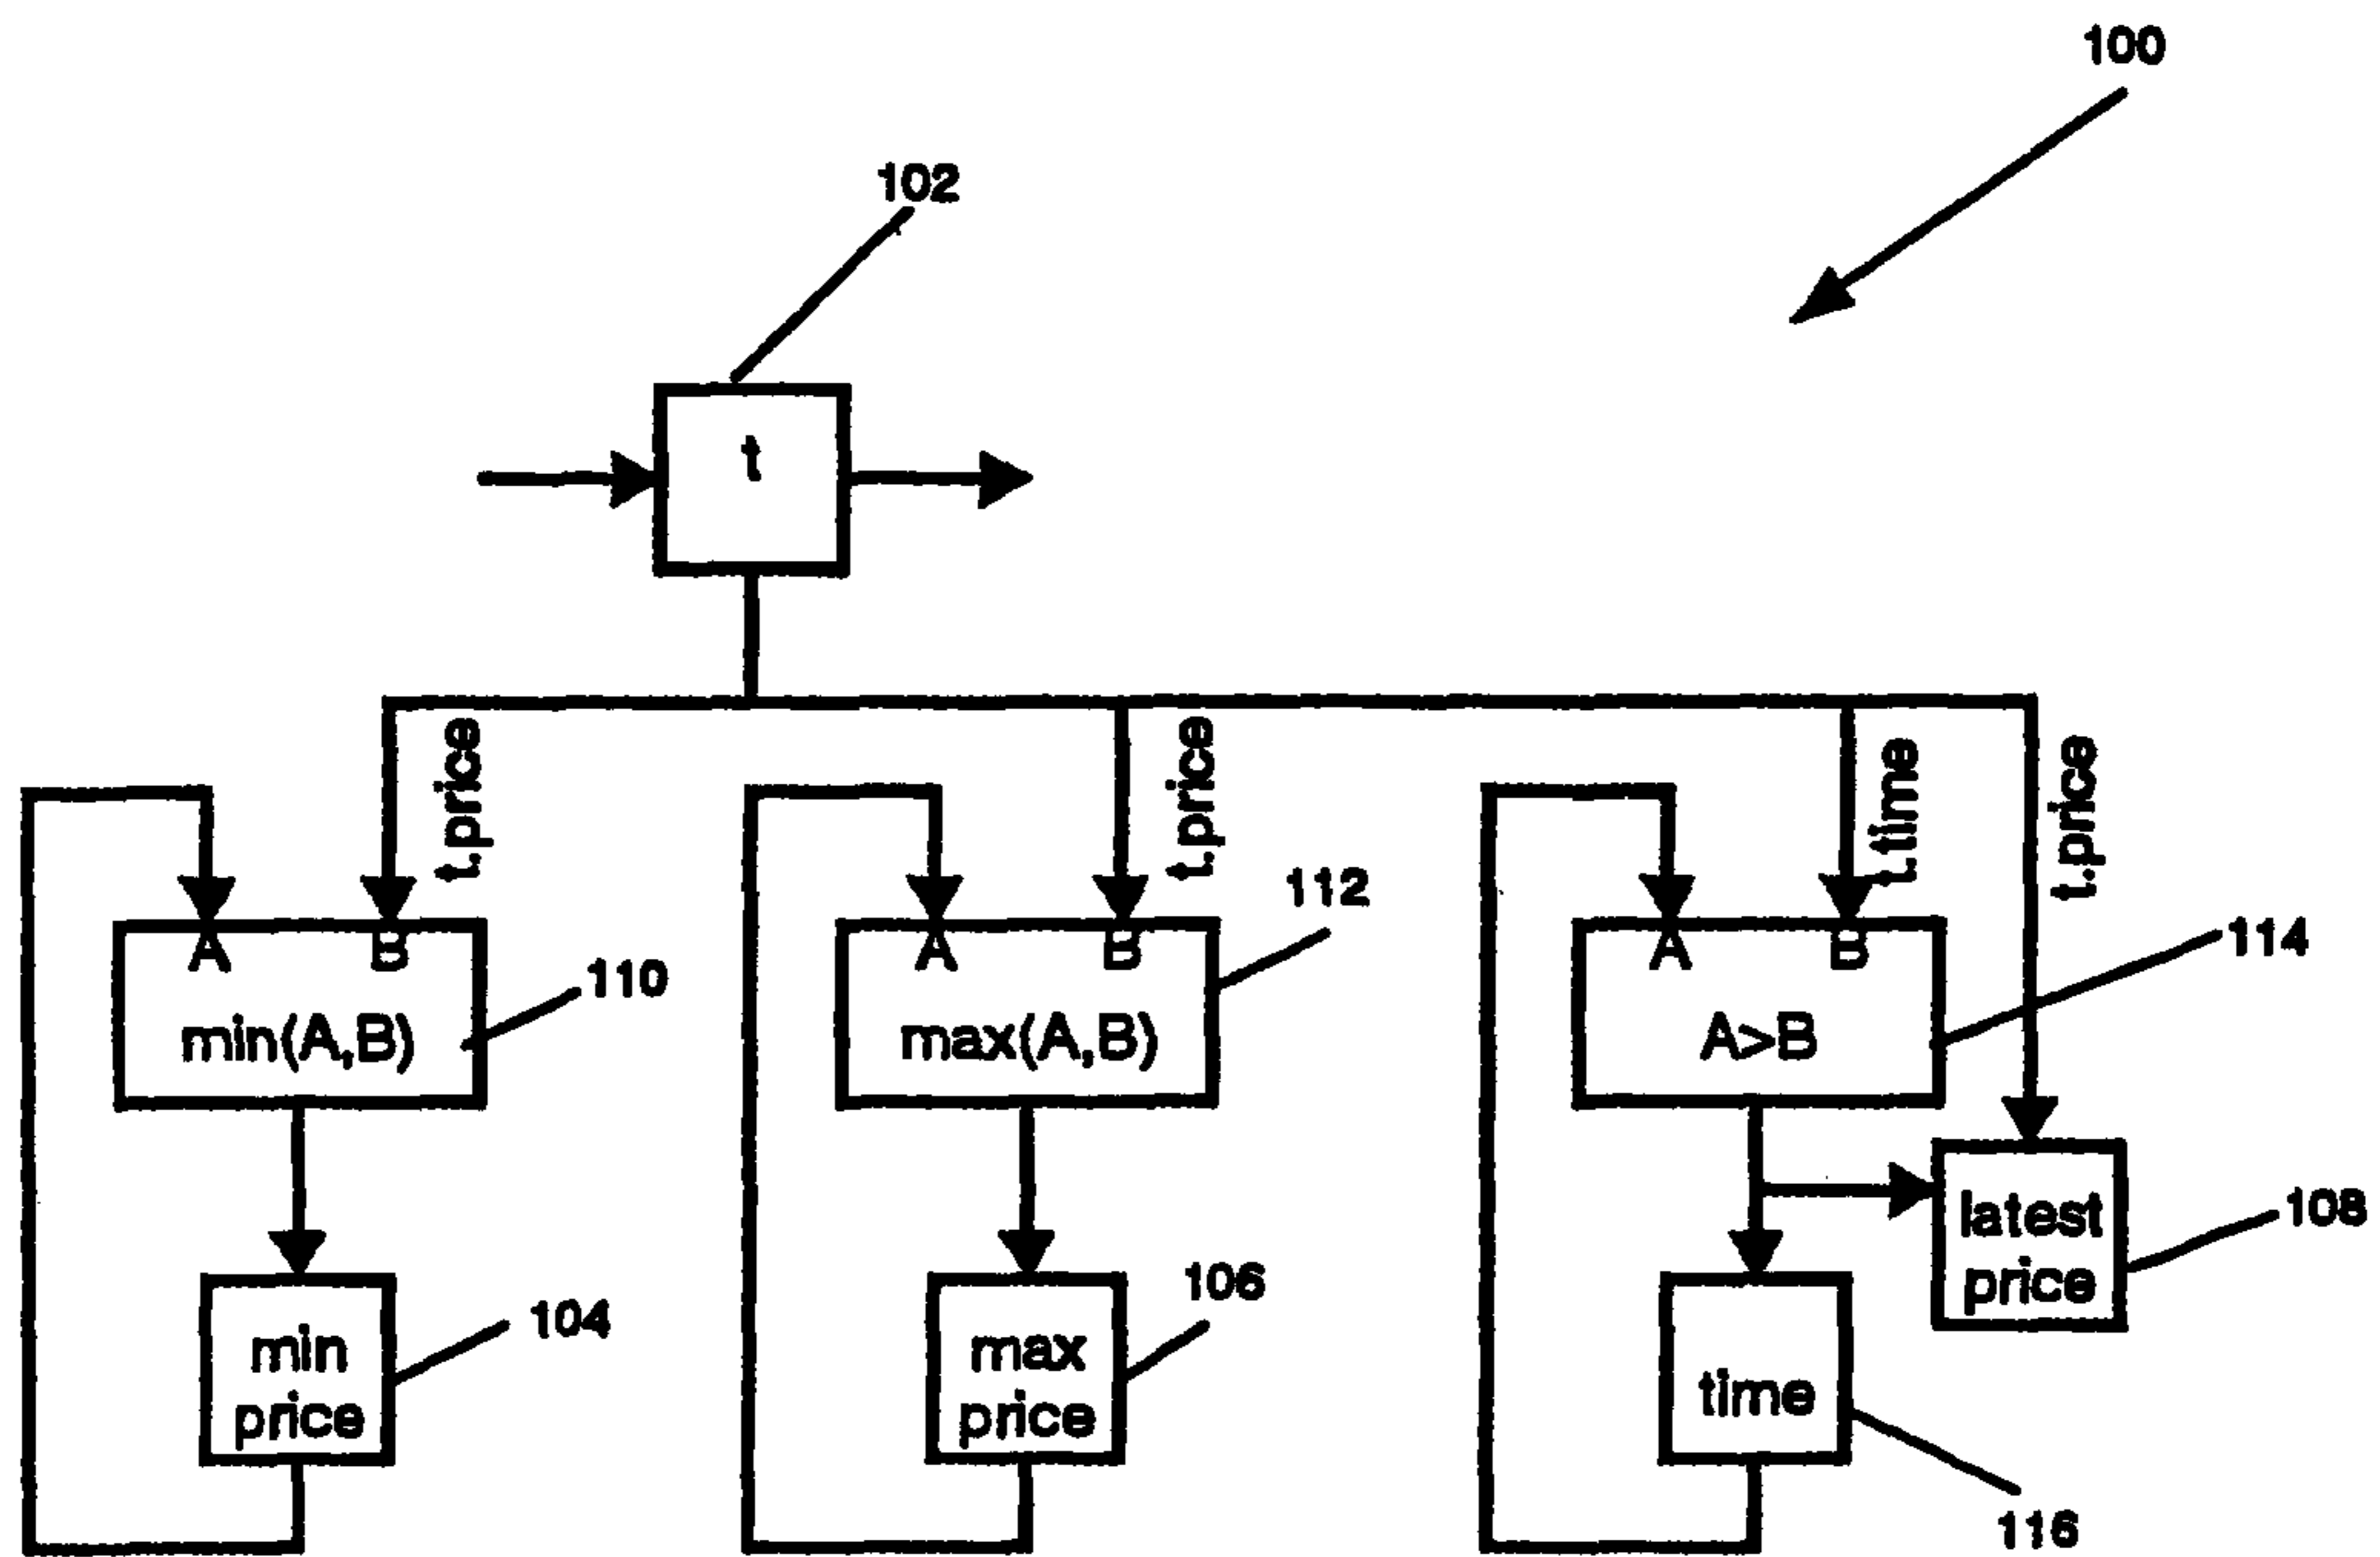 100
102
t
t.price
t.price
t.time
t.price
112
A B
A B
A B
114
110
min(A,B)
max(A,B)
A>B
latest
price
108
104
106
min
price
max
price
time
116